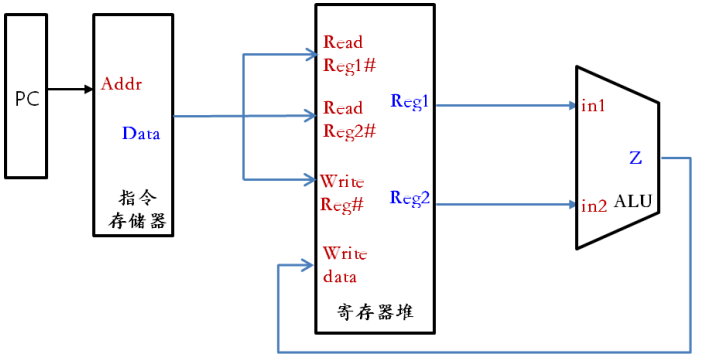 PC
Addr
Data
指令
存储器
Read
Reg1#
Read
Reg2#
Write
Reg#
Write
data
Reg1
Reg2
寄存器堆
in1
Z
in2
ALU